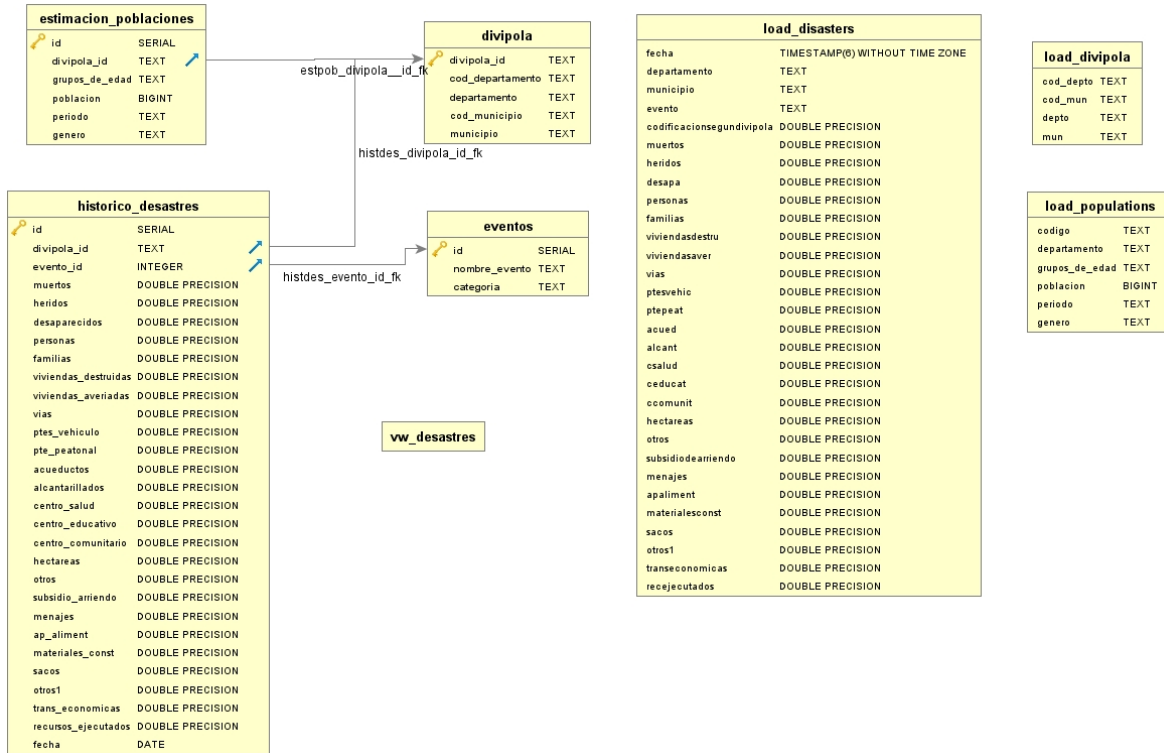 estimacion_poblaciones
id SERIAL
divipola_id TEXT
grupos_de_edad TEXT
poblacion BIGINT
periodo TEXT
genero TEXT
estpob_divipola__id_fk
divipola
divipola_id TEXT
cod_departamento TEXT
departamento TEXT
cod_municipio TEXT
municipio TEXT
histdes_divipola_id_fk
historico_desastres
id SERIAL
divipola_id TEXT
evento_id INTEGER
muertos DOUBLE PRECISION
heridos DOUBLE PRECISION
desaparecidos DOUBLE PRECISION
personas DOUBLE PRECISION
familias DOUBLE PRECISION
viviendas_destruidas DOUBLE PRECISION
viviendas_averiadas DOUBLE PRECISION
vias DOUBLE PRECISION
ptes_vehiculo DOUBLE PRECISION
pte_peatonal DOUBLE PRECISION
acueductos DOUBLE PRECISION
alcantarillados DOUBLE PRECISION
centro_salud DOUBLE PRECISION
centro_educativo DOUBLE PRECISION
centro_comunitario DOUBLE PRECISION
hectareas DOUBLE PRECISION
otros DOUBLE PRECISION
subsidio_arriendo DOUBLE PRECISION
menajes DOUBLE PRECISION
ap_aliment DOUBLE PRECISION
materiales_const DOUBLE PRECISION
sacos DOUBLE PRECISION
otros1 DOUBLE PRECISION
trans_economicas DOUBLE PRECISION
recursos_ejecutados DOUBLE PRECISION
fecha DATE
histdes_evento_id_fk
eventos
id SERIAL
nombre_evento TEXT
categoria TEXT
vw_desastres
load_disasters
fecha TIMESTAMP(6) WITHOUT TIME ZONE
departamento TEXT
municipio TEXT
evento TEXT
codificacionsegundivipola DOUBLE PRECISION
muertos DOUBLE PRECISION
heridos DOUBLE PRECISION
desapa DOUBLE PRECISION
personas DOUBLE PRECISION
familias DOUBLE PRECISION
viviendasdestru DOUBLE PRECISION
viviendasaver DOUBLE PRECISION
vias DOUBLE PRECISION
ptesvehic DOUBLE PRECISION
ptepeat DOUBLE PRECISION
acued DOUBLE PRECISION
alcant DOUBLE PRECISION
csalud DOUBLE PRECISION
ceducat DOUBLE PRECISION
ccomunit DOUBLE PRECISION
hectareas DOUBLE PRECISION
otros DOUBLE PRECISION
subsidiodearriendo DOUBLE PRECISION
menajes DOUBLE PRECISION
apaliment DOUBLE PRECISION
materialesconst DOUBLE PRECISION
sacos DOUBLE PRECISION
otros1 DOUBLE PRECISION
transeconomicas DOUBLE PRECISION
recejecutados DOUBLE PRECISION
load_divipola
cod_depto TEXT
cod_mun TEXT
depto TEXT
mun TEXT
load_populations
codigo TEXT
departamento TEXT
grupos_de_edad TEXT
poblacion BIGINT
periodo TEXT
genero TEXT